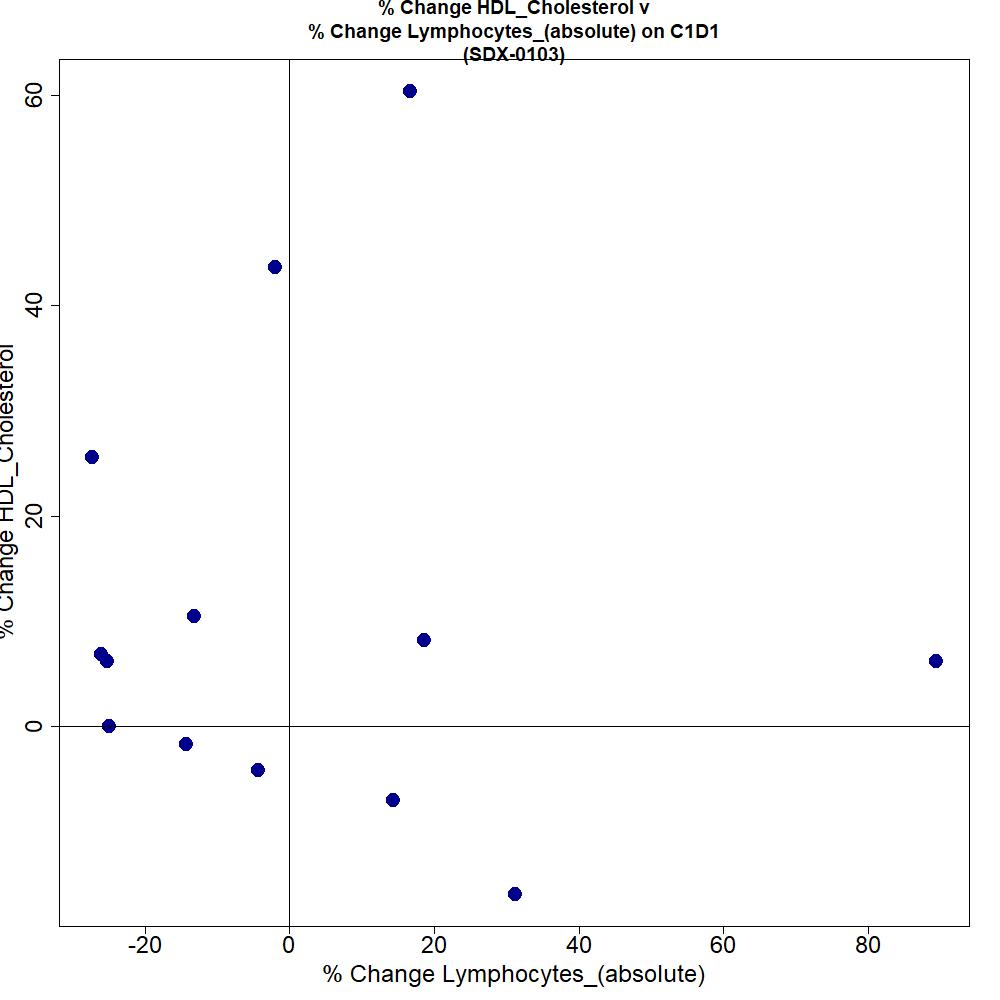 % Change HDL_Cholesterol v
% Change Lymphocytes_(absolute) on C1D1
(SDX-0103)
60
40
20
0
% Change HDL_Cholesterol
-20
0
20
40
60
80
% Change Lymphocytes_(absolute)